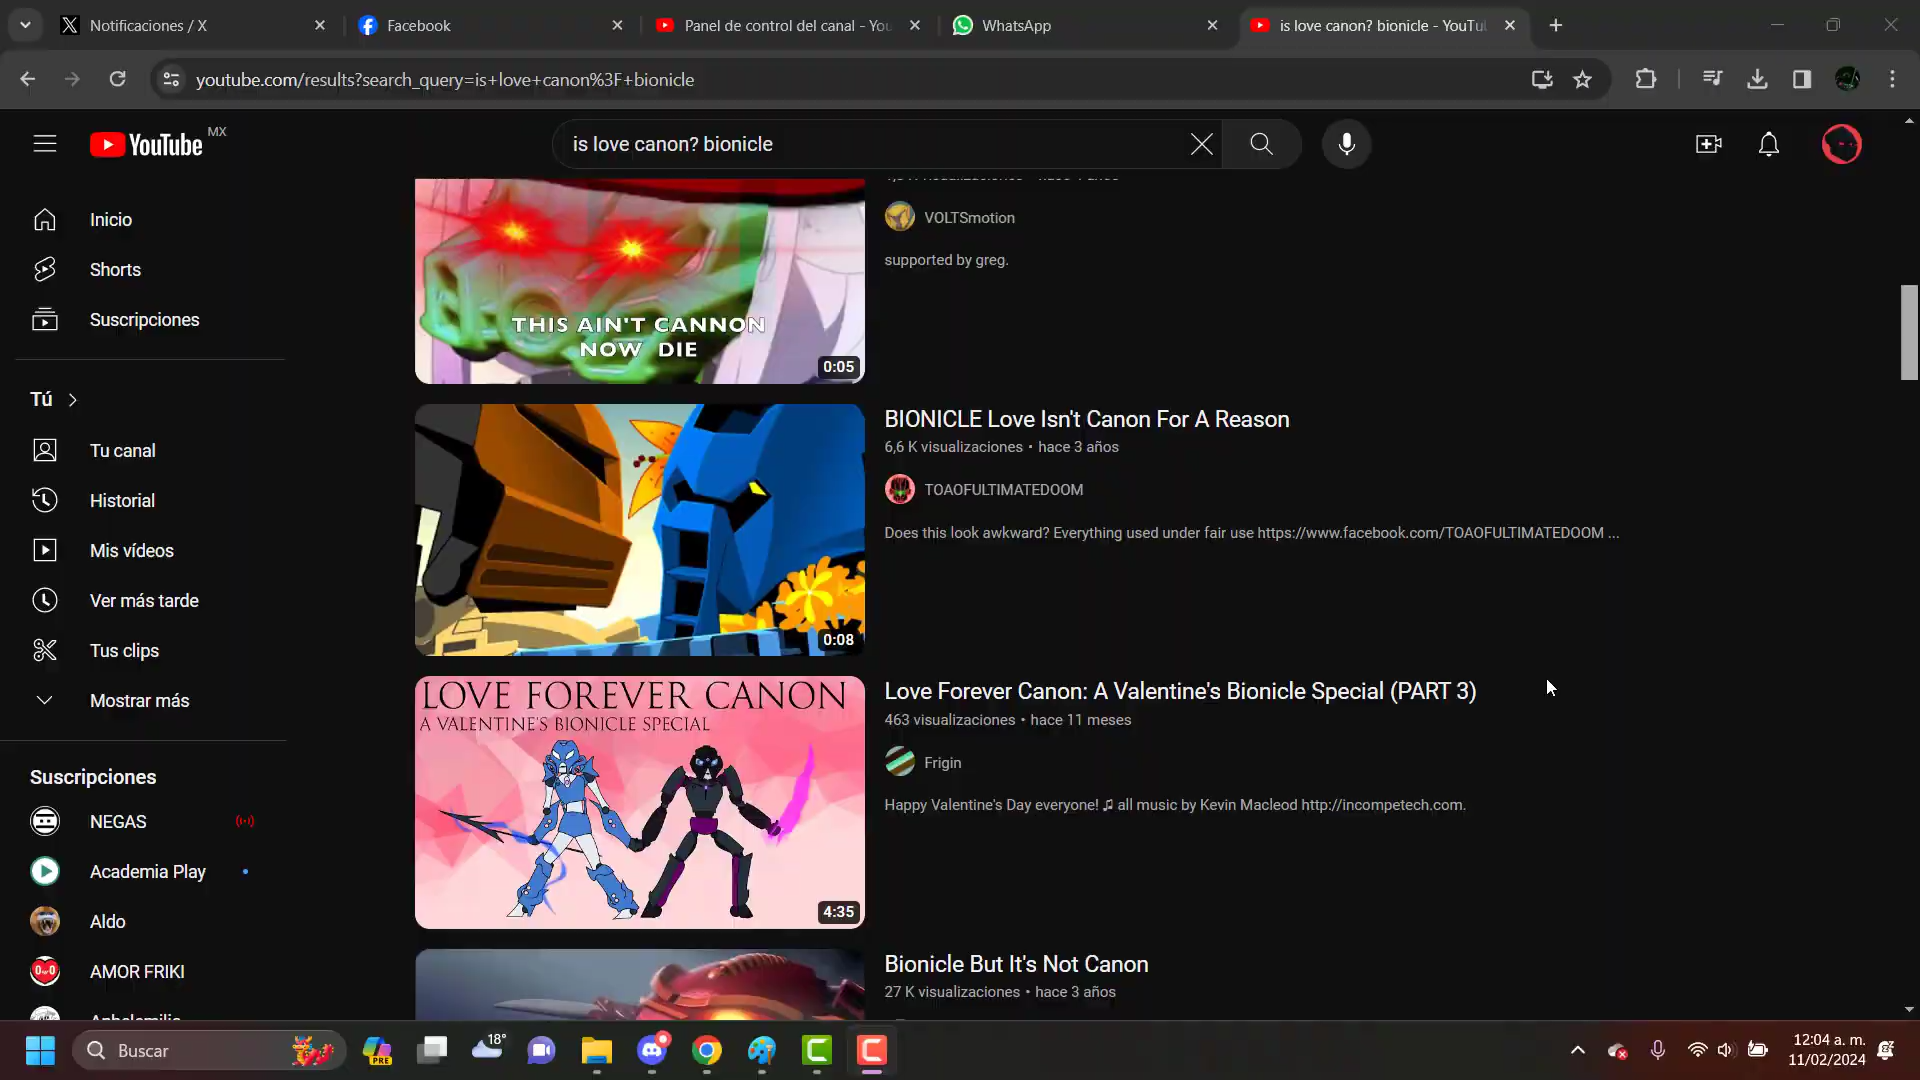 Notificaciones / X
Facebook
Panel de control del canal - You
WhatsApp
is love canon? bionicle - YouTu
youtube.com/results?search_query=is+love+canon%3F+bionicle
YouTube MX
is love canon? bionicle
Inicio
Shorts
Suscripciones
Tú
Tu canal
Historial
Mis vídeos
Ver más tarde
Tus clips
Mostrar más
Suscripciones
NEGAS
Academia Play
Aldo
AMOR FRIKI
THIS AIN'T CANNON
NOW DIE
0:05
VOLTSmotion
supported by greg.
0:08
BIONICLE Love Isn't Canon For A Reason
6,6 K visualizaciones • hace 3 años
TOAOFULTIMATEDOOM
Does this look awkward? Everything used under fair use https://www.facebook.com/TOAOFULTIMATEDOOM ...
LOVE FOREVER CANON
A VALENTINE'S BIONICLE SPECIAL
4:35
Love Forever Canon: A Valentine's Bionicle Special (PART 3)
463 visualizaciones • hace 11 meses
Frigin
Happy Valentine's Day everyone! ♫ all music by Kevin Macleod http://incompetech.com.
Bionicle But It's Not Canon
27 K visualizaciones • hace 3 años
Buscar
PRE
18°
12:04 a. m.
11/02/2024